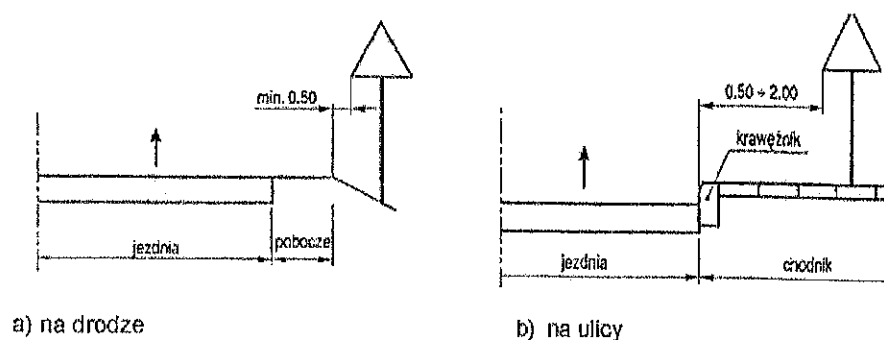 min. 0.50
jezdnia
pobocze
a) na drodze
0.50 ÷ 2.00
krawężnik
jezdnia
chodnik
b) na ulicy